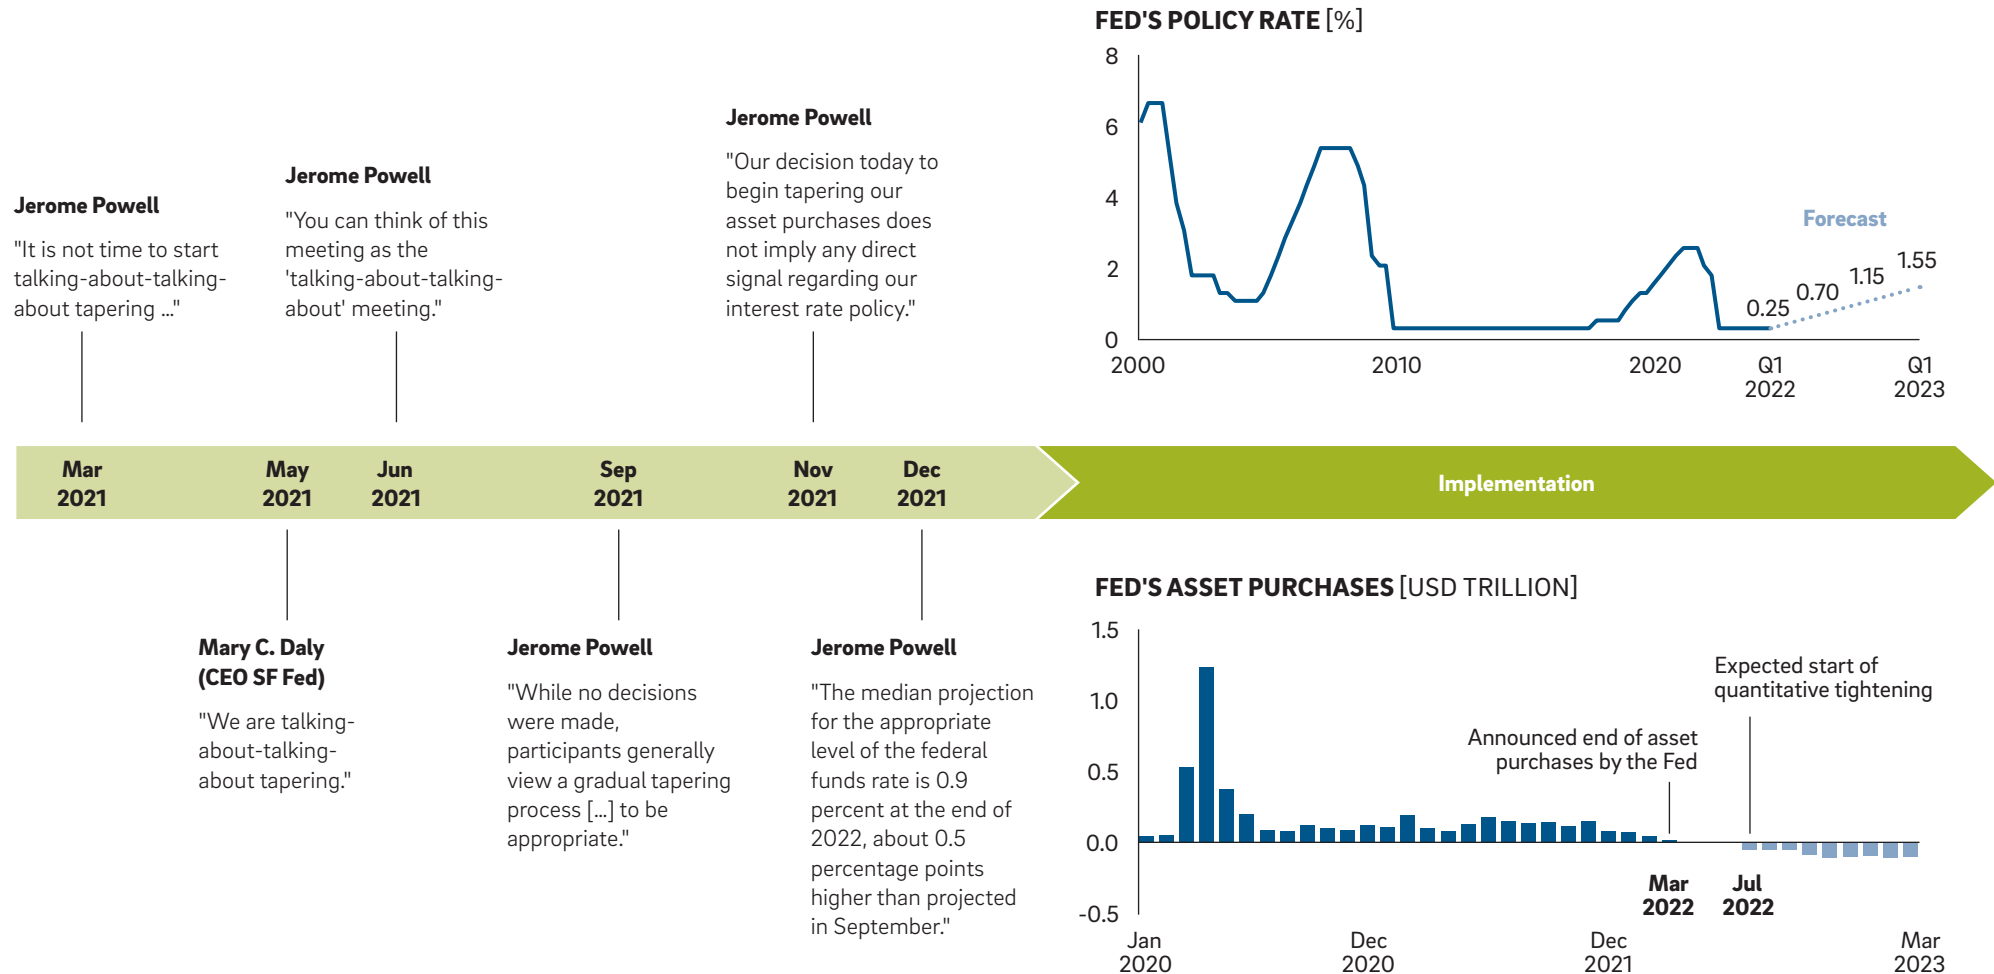 Jerome Powell
"It is not time to start
talking-about-talking-
about tapering ..."
Jerome Powell
"You can think of this
meeting as the
'talking-about-talking-
about' meeting."
Jerome Powell
"Our decision today to
begin tapering our
asset purchases does
not imply any direct
signal regarding our
interest rate policy."
Mar
2021
May
2021
Jun
2021
Sep
2021
Nov
2021
Dec
2021
Implementation
Mary C. Daly
(CEO SF Fed)
"We are talking-
about-talking-
about tapering."
Jerome Powell
"While no decisions
were made,
participants generally
view a gradual tapering
process [...] to be
appropriate."
Jerome Powell
"The median projection
for the appropriate
level of the federal
funds rate is 0.9
percent at the end of
2022, about 0.5
percentage points
higher than projected
in September."
FED'S POLICY RATE [%]
8
6
4
2
0
Forecast
0.25
0.70
1.15
1.55
2000
2010
2020
Q1
2022
Q1
2023
FED'S ASSET PURCHASES [USD TRILLION]
1.5
1.0
0.5
0.0
-0.5
Expected start of
quantitative tightening
Announced end of asset
purchases by the Fed
Mar
2022
Jul
2022
Jan
2020
Dec
2020
Dec
2021
Mar
2023